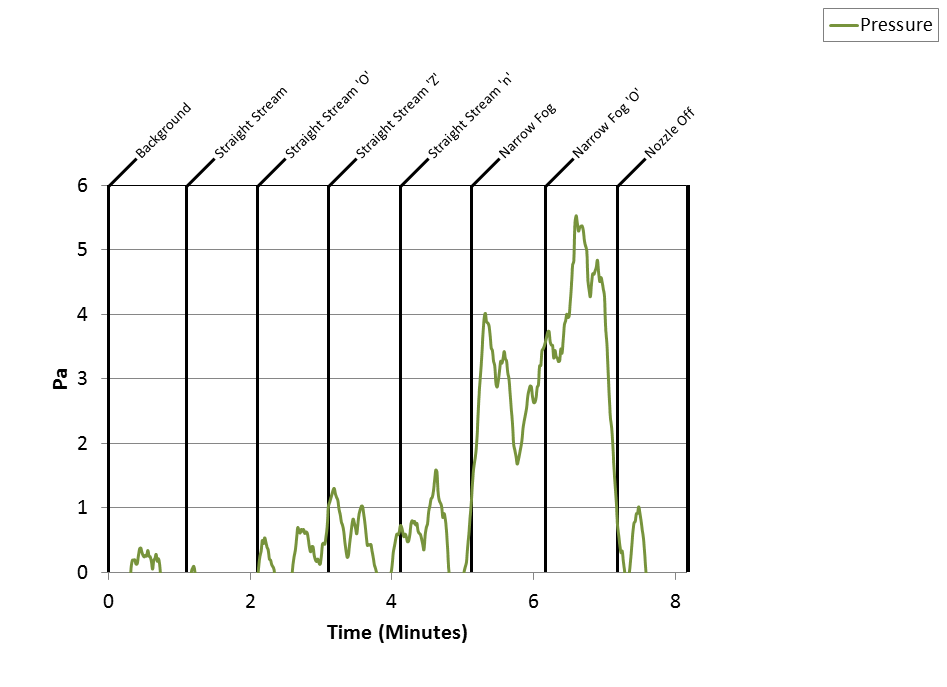 Pressure
Background
Straight Stream
Straight Stream 'O'
Straight Stream 'Z'
Straight Stream 'n'
Narrow Fog
Narrow Fog 'O'
Nozzle Off
6
5
4
3
2
1
0
Pa
0 2 4 6 8
Time (Minutes)